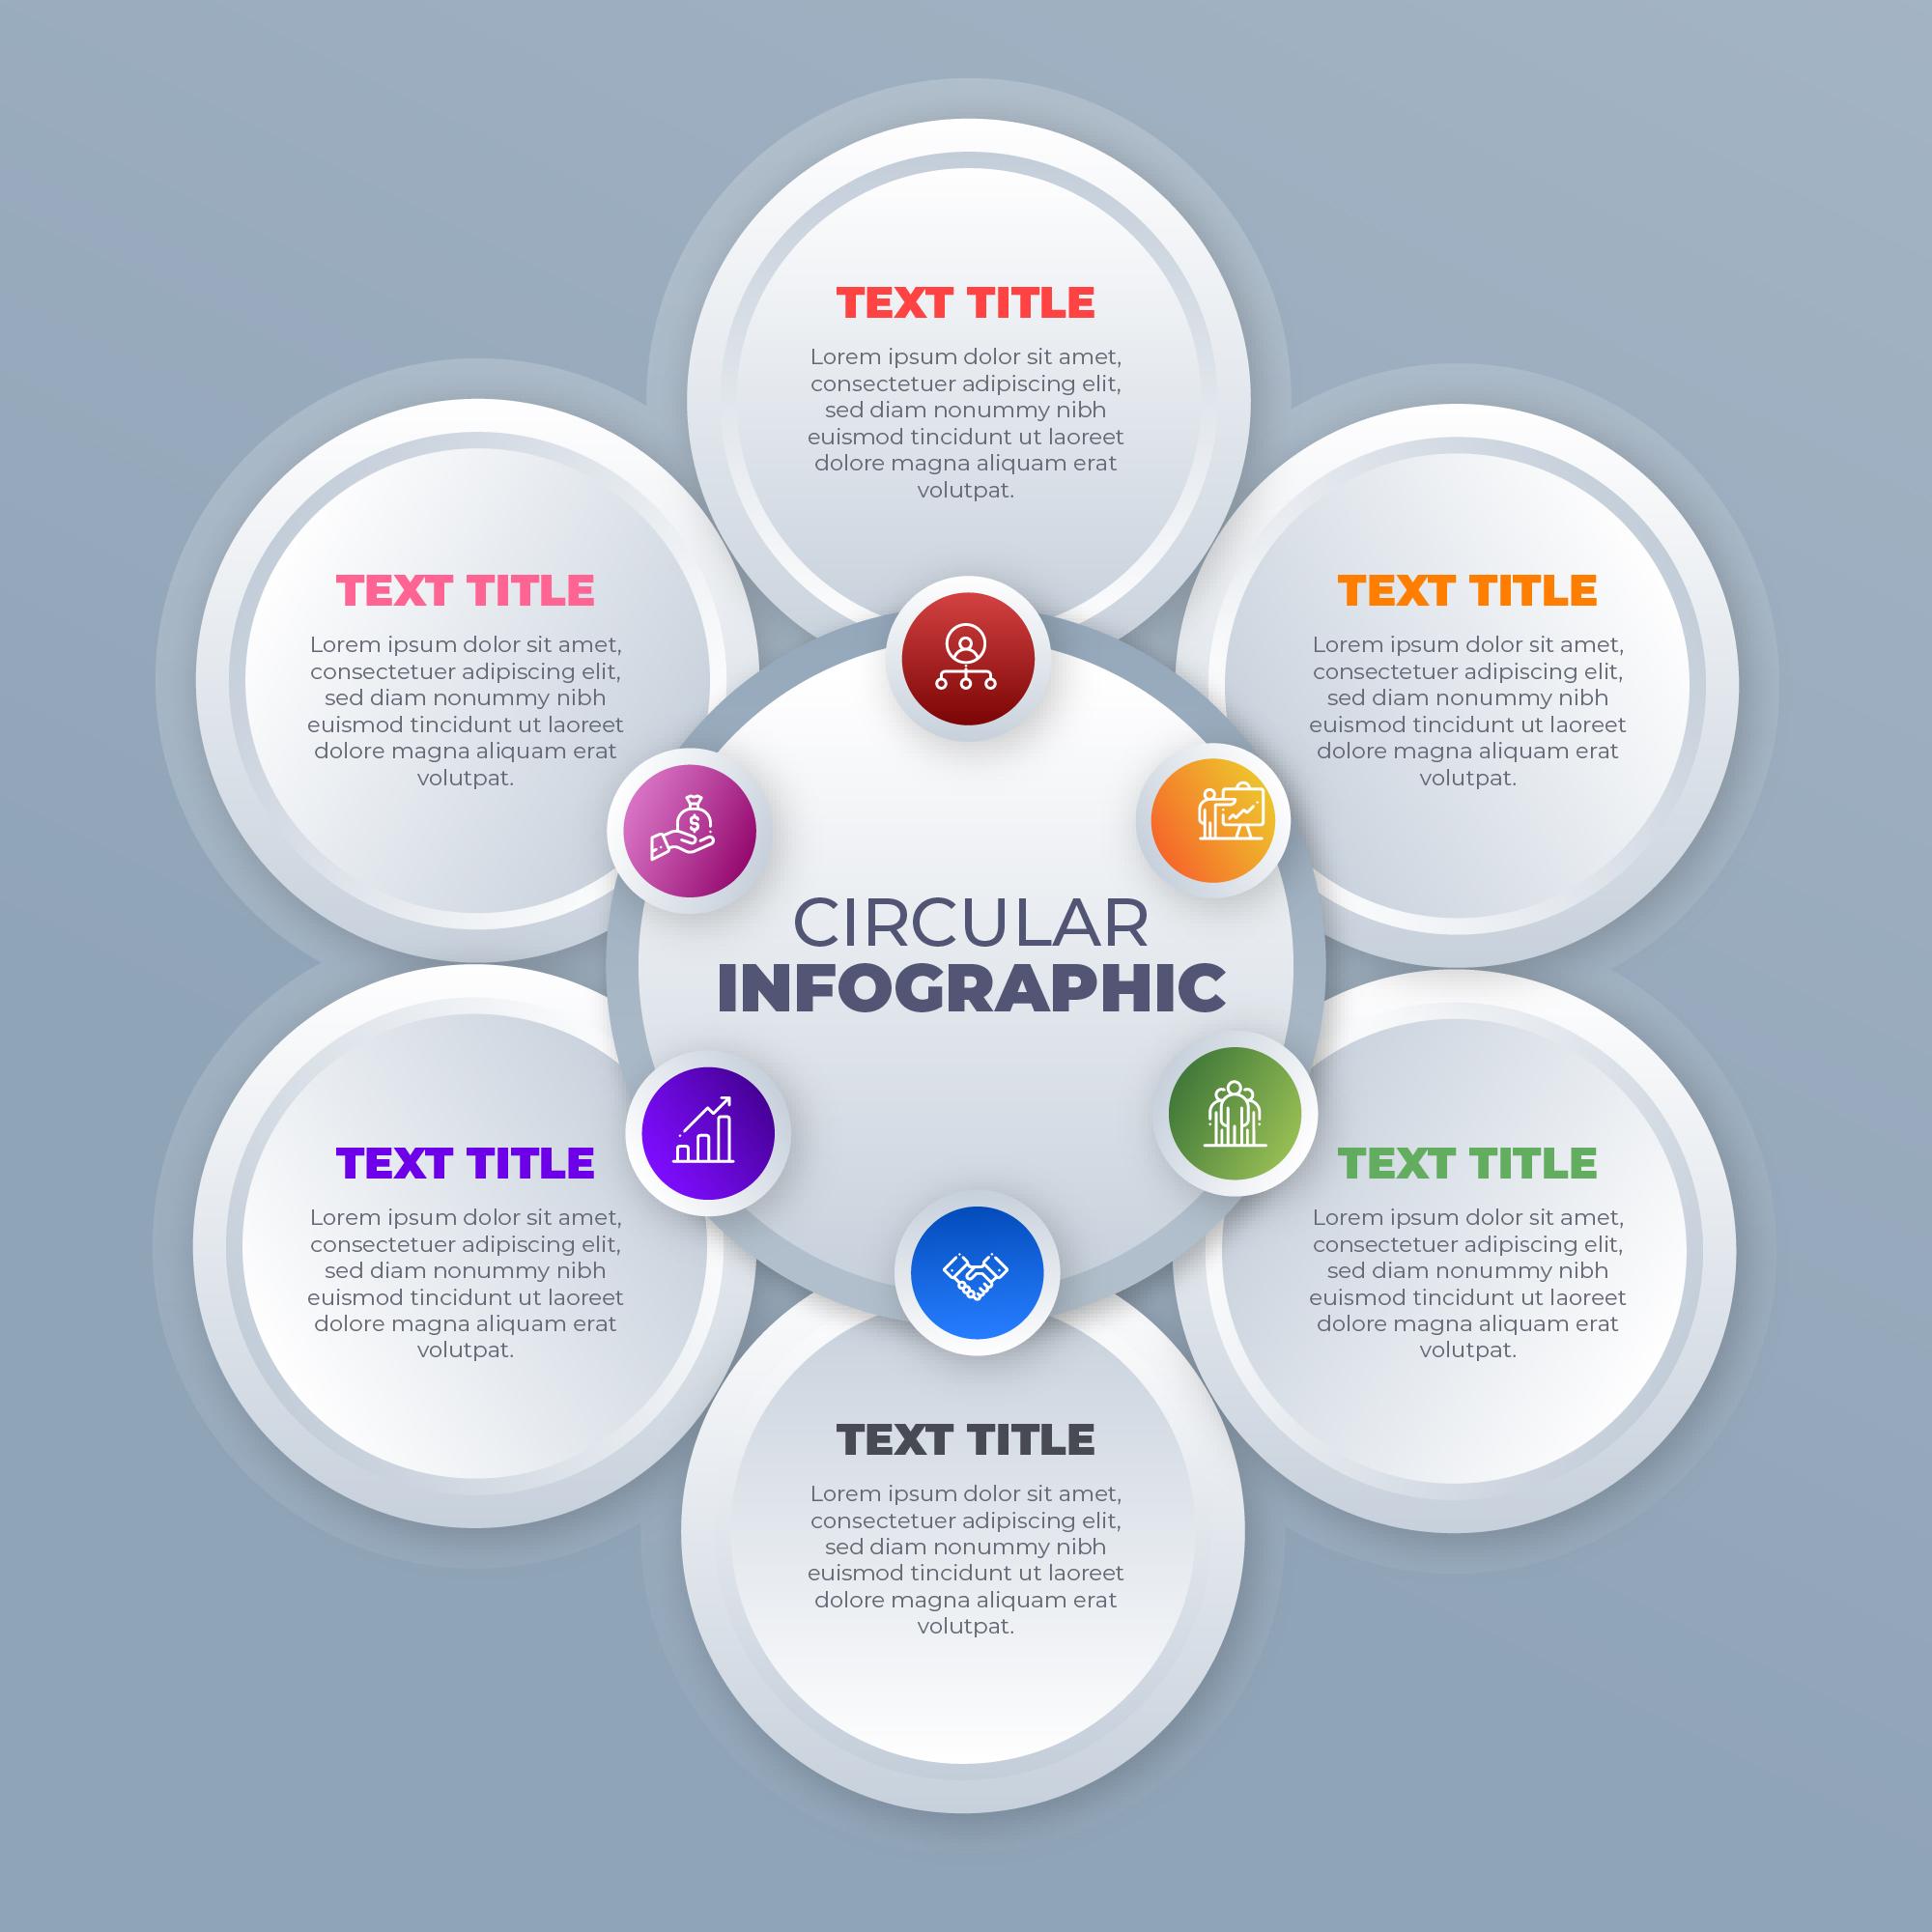 TEXT TITLE
Lorem ipsum dolor sit amet,
consectetuer adipiscing elit,
sed diam nonummy nibh
euismod tincidunt ut laoreet
dolore magna aliquam erat
volutpat.
TEXT TITLE
Lorem ipsum dolor sit amet,
consectetuer adipiscing elit,
sed diam nonummy nibh
euismod tincidunt ut laoreet
dolore magna aliquam erat
volutpat.
TEXT TITLE
Lorem ipsum dolor sit amet,
consectetuer adipiscing elit,
sed diam nonummy nibh
euismod tincidunt ut laoreet
dolore magna aliquam erat
volutpat.
$
CIRCULAR
INFOGRAPHIC
TEXT TITLE
Lorem ipsum dolor sit amet,
consectetuer adipiscing elit,
sed diam nonummy nibh
euismod tincidunt ut laoreet
dolore magna aliquam erat
volutpat.
TEXT TITLE
Lorem ipsum dolor sit amet,
consectetuer adipiscing elit,
sed diam nonummy nibh
euismod tincidunt ut laoreet
dolore magna aliquam erat
volutpat.
TEXT TITLE
Lorem ipsum dolor sit amet,
consectetuer adipiscing elit,
sed diam nonummy nibh
euismod tincidunt ut laoreet
dolore magna aliquam erat
volutpat.